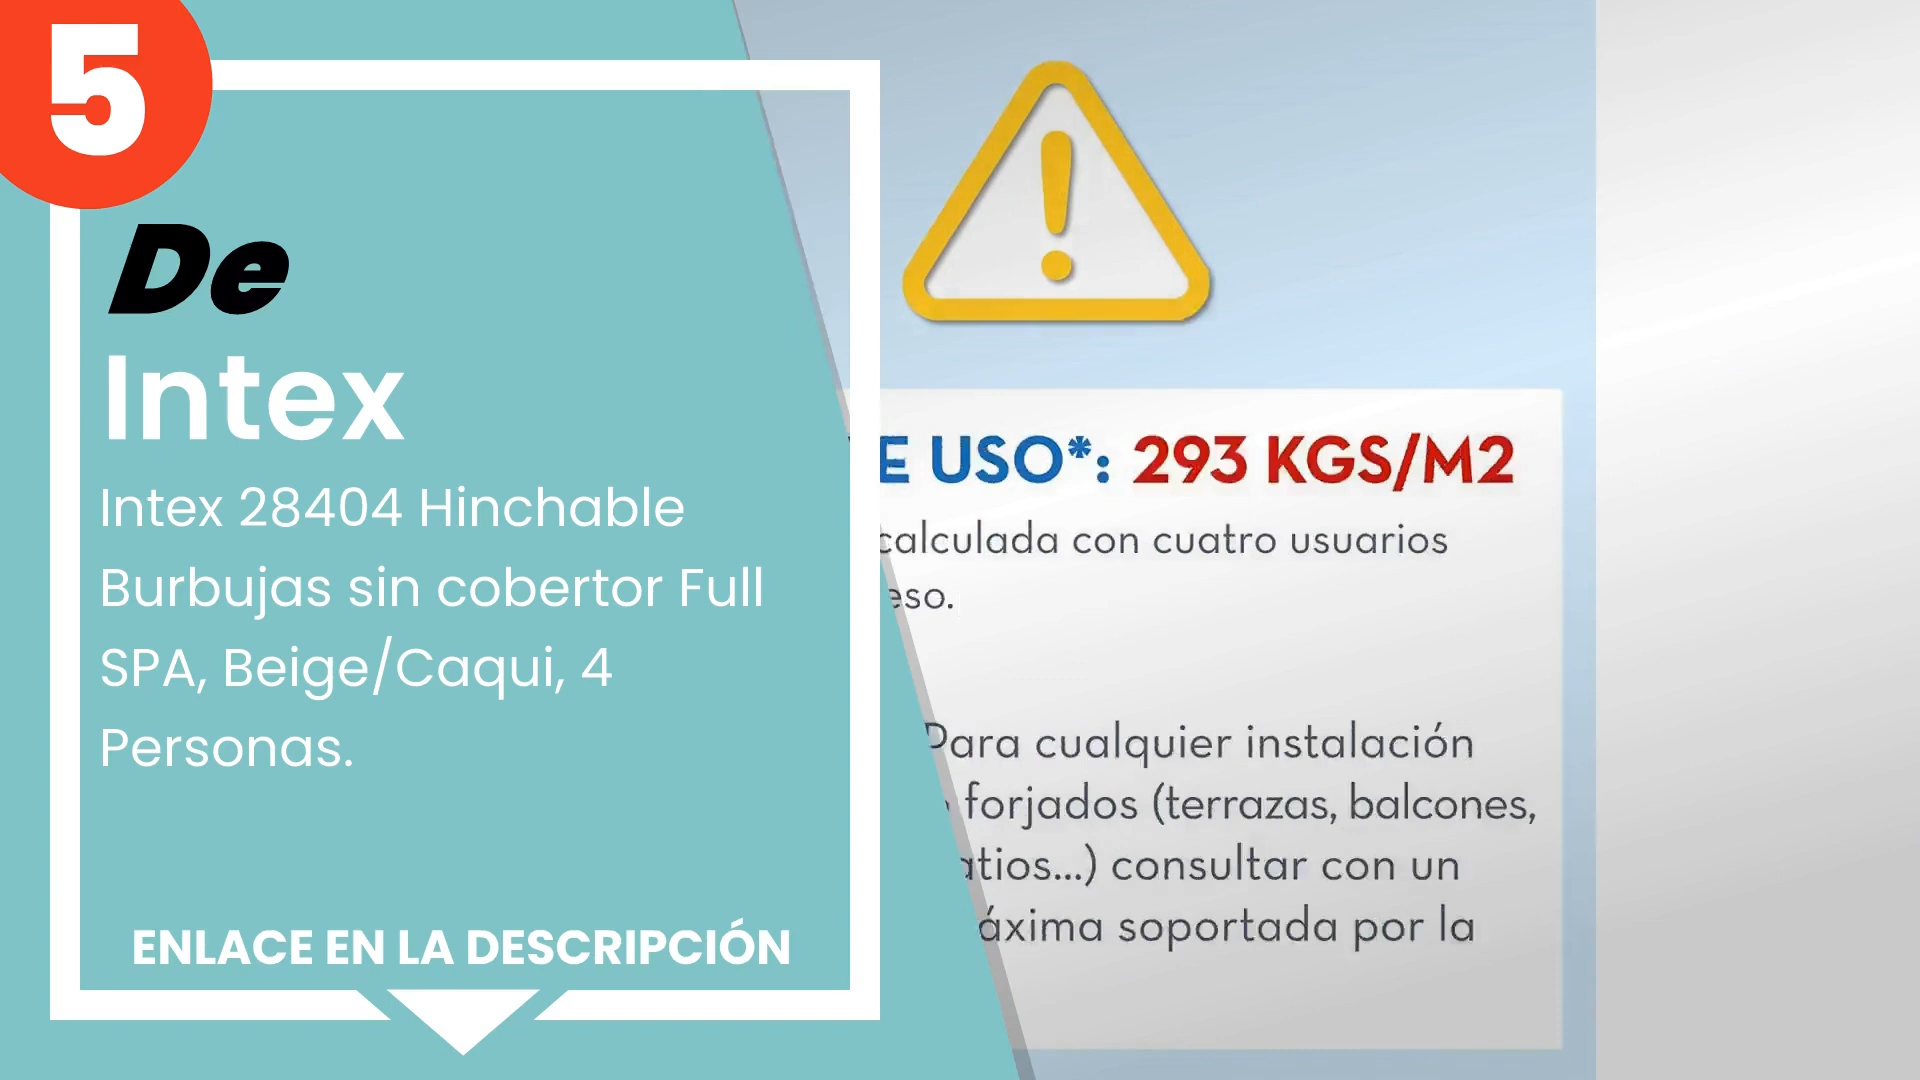 5
De
Intex
Intex 28404 Hinchable
Burbujas sin cobertor Full
SPA, Beige/Caqui, 4
Personas.
ENLACE EN LA DESCRIPCIÓN
E USO*: 293 KGS/M2
calculada con cuatro usuarios
eso.
Para cualquier instalación
forjados (terrazas, balcones,
atios...) consultar con un
áxima soportada por la